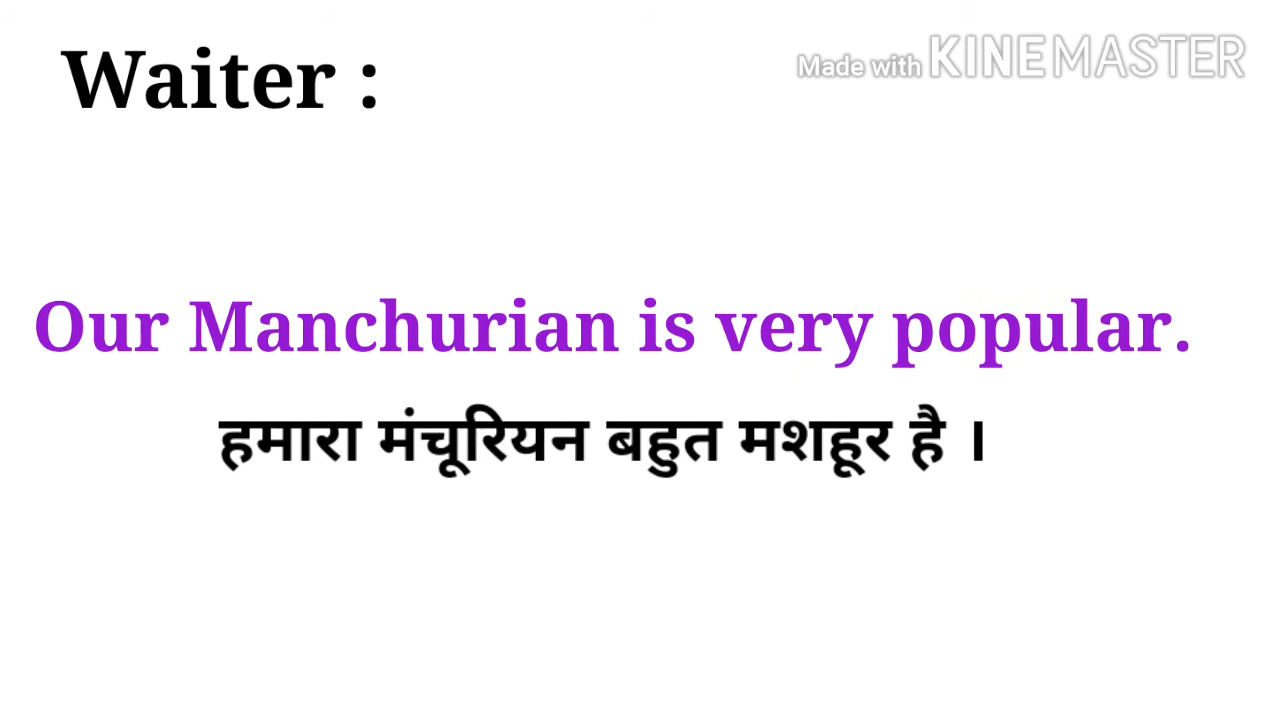 Waiter :
Made with KINEMASTER
Our Manchurian is very popular.
हमारा मंचूरियन बहुत मशहूर है ।